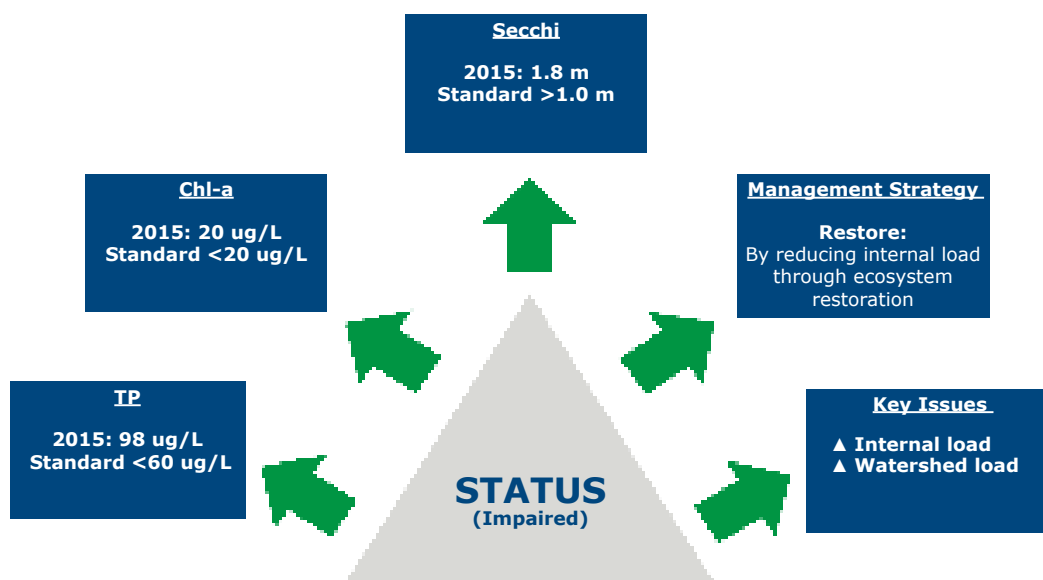 Secchi
2015: 1.8 m
Standard >1.0 m
Chl-a
2015: 20 ug/L
Standard <20 ug/L
Management Strategy
Restore:
By reducing internal load
through ecosystem
restoration
TP
2015: 98 ug/L
Standard <60 ug/L
Key Issues
▲ Internal load
▲ Watershed load
STATUS
(Impaired)